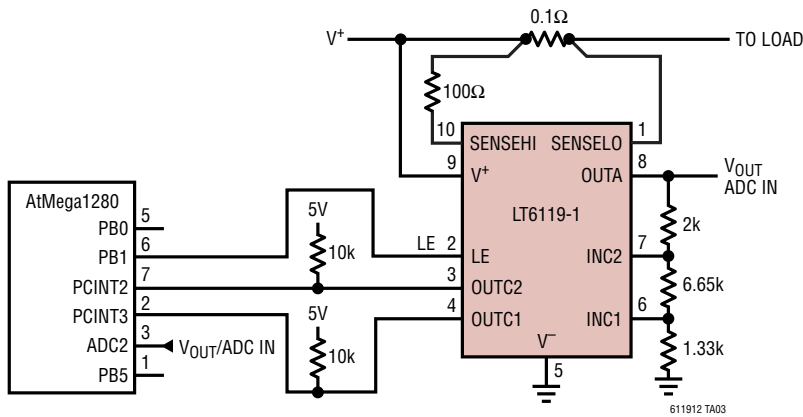 0.1Ω
V+
TO LOAD
100Ω
10
1
SENSEHI
SENSELO
9
V+
OUTA
8
VOUT
ADC IN
AtMega1280
LT6119-1
2k
PB0
5
5V
PB1
6
10k
LE
2
LE
INC2
7
PCINT2
7
3
OUTC2
6.65k
PCINT3
2
4
OUTC1
INC1
6
5V
ADC2
3
VOUT/ADC IN
10k
V–
1.33k
PB5
1
5
611912 TA03